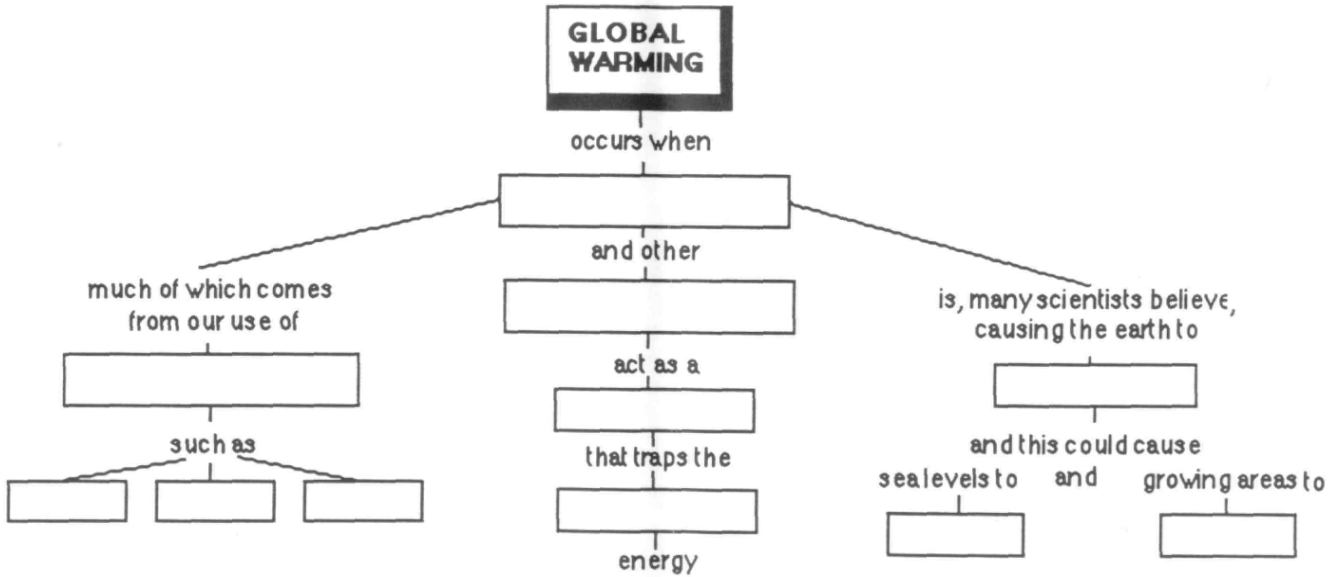 GLOBAL
WARMING
occurs when
and other
much of which comes
from our use of
such as
act as a
that traps the
energy
is, many scientists believe,
causing the earth to
and this could cause
sea levels to and growing areas to